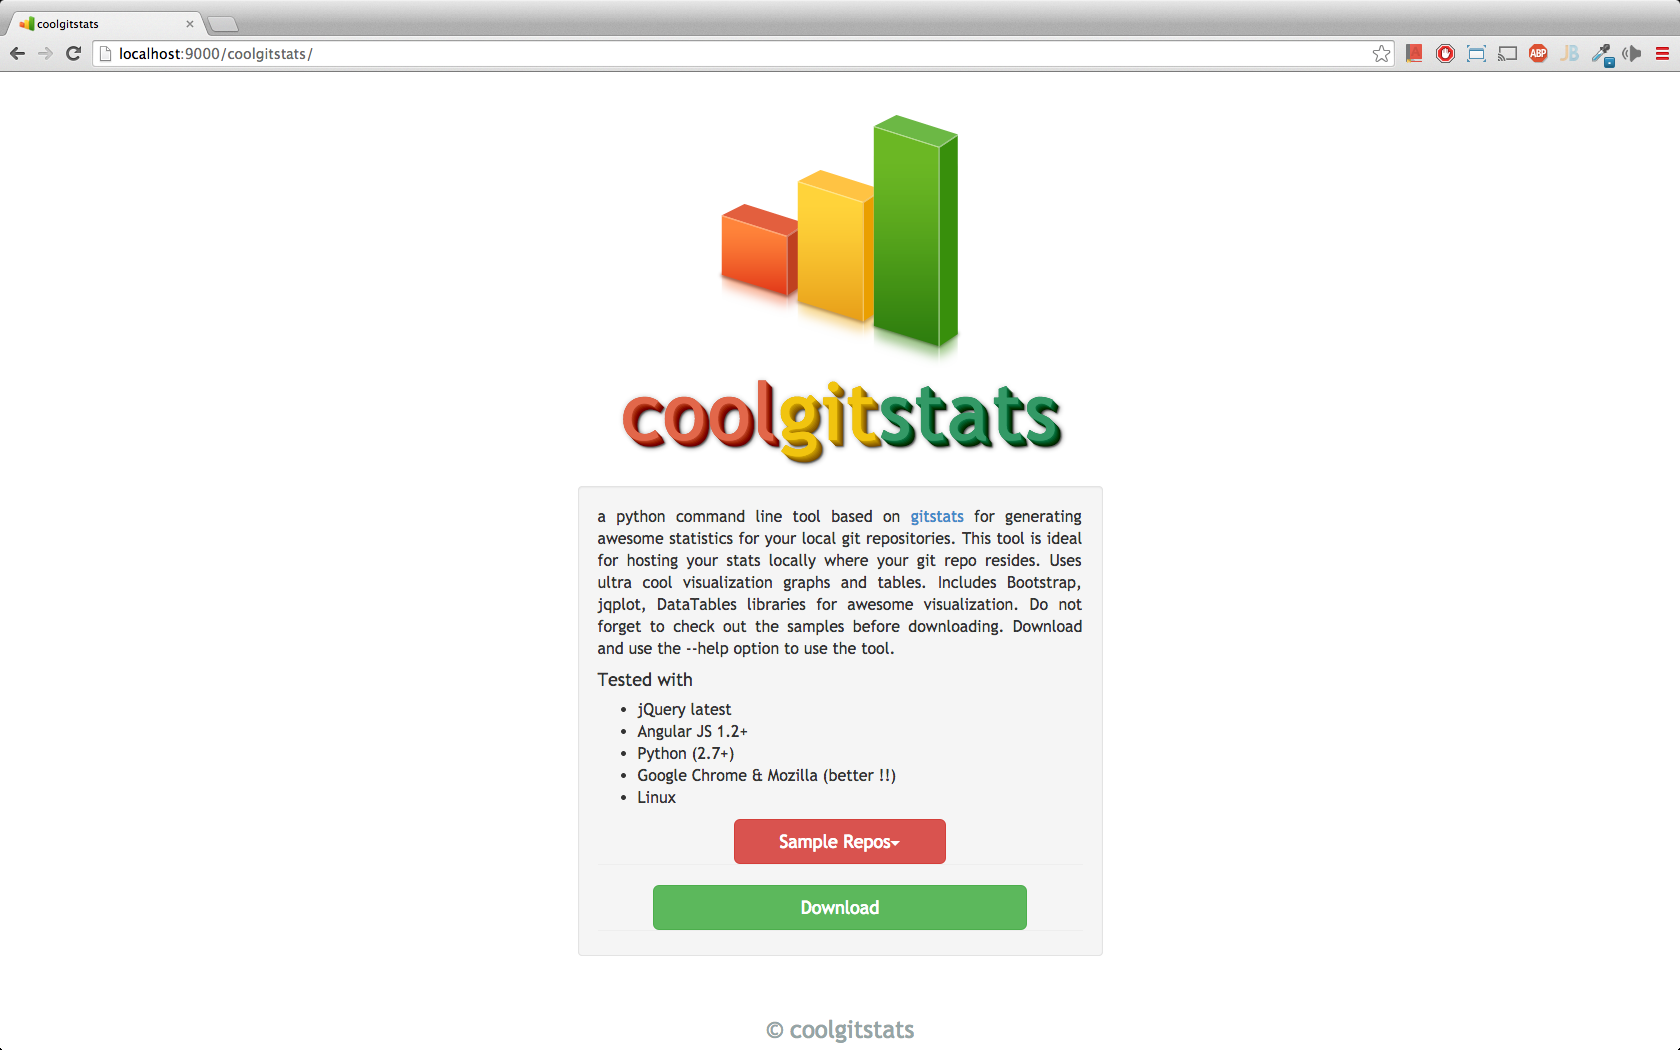 coolgitstats
localhost:9000/coolgitstats/
ABP
JB
coolgitstats
a python command line tool based on gitstats for generating
awesome statistics for your local git repositories. This tool is ideal
for hosting your stats locally where your git repo resides. Uses
ultra cool visualization graphs and tables. Includes Bootstrap,
jqplot, DataTables libraries for awesome visualization. Do not
forget to check out the samples before downloading. Download
and use the --help option to use the tool.
Tested with
• jQuery latest
• Angular JS 1.2+
• Python (2.7+)
• Google Chrome & Mozilla (better !!)
• Linux
Sample Repos
Download
© coolgitstats